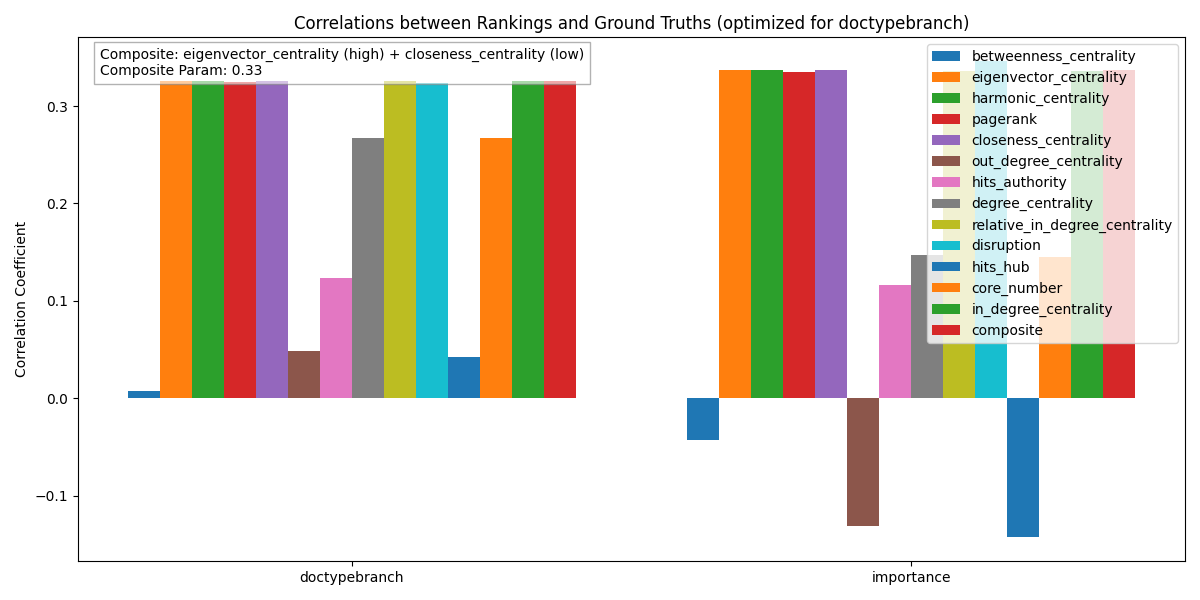 Correlations between Rankings and Ground Truths (optimized for doctypebranch)
Composite: eigenvector_centrality (high) + closeness_centrality (low)
Composite Param: 0.33
betweenness_centrality
eigenvector_centrality
harmonic_centrality
pagerank
closeness_centrality
out_degree_centrality
hits_authority
degree_centrality
relative_in_degree_centrality
disruption
hits_hub
core_number
in_degree_centrality
composite
Correlation Coefficient
0.3
0.2
0.1
0.0
−0.1
doctypebranch
importance